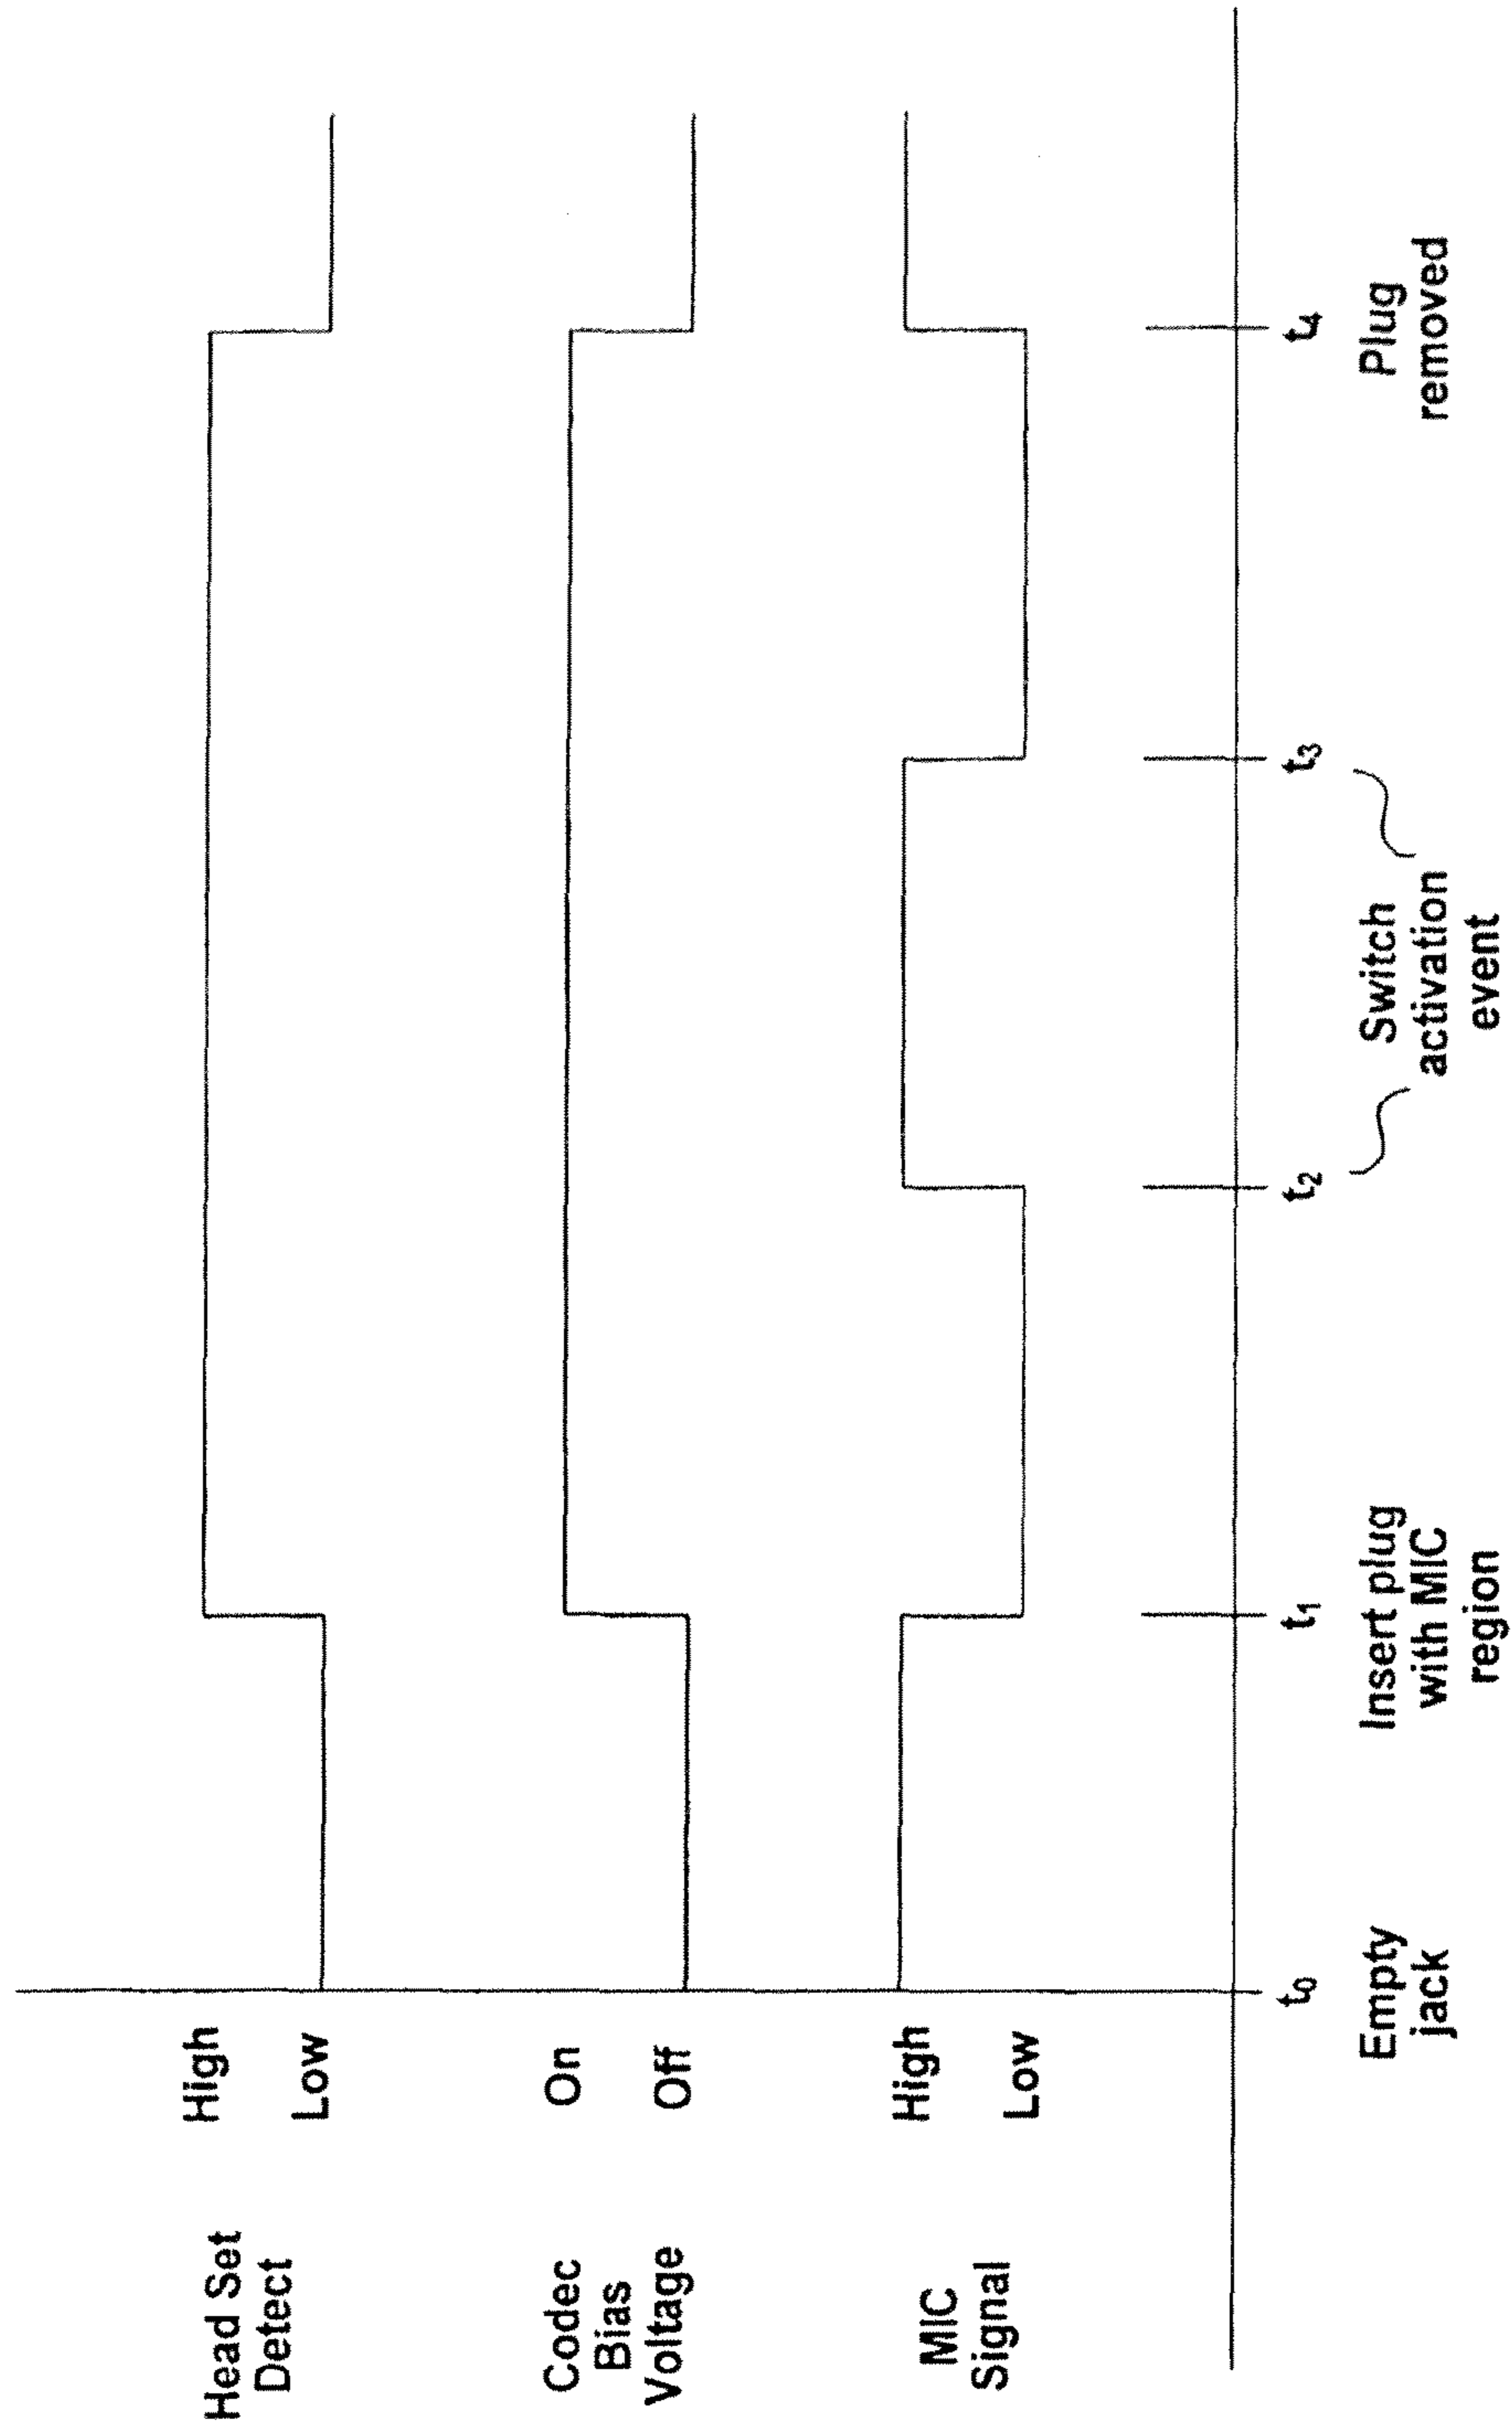 Head Set
Detect
High
Low
Codec
Bias
Voltage
On
Off
MIC
Signal
High
Low
t0
t1
t2
t3
t4
Empty
jack
Insert plug
with MIC
region
Switch
activation
event
Plug
removed